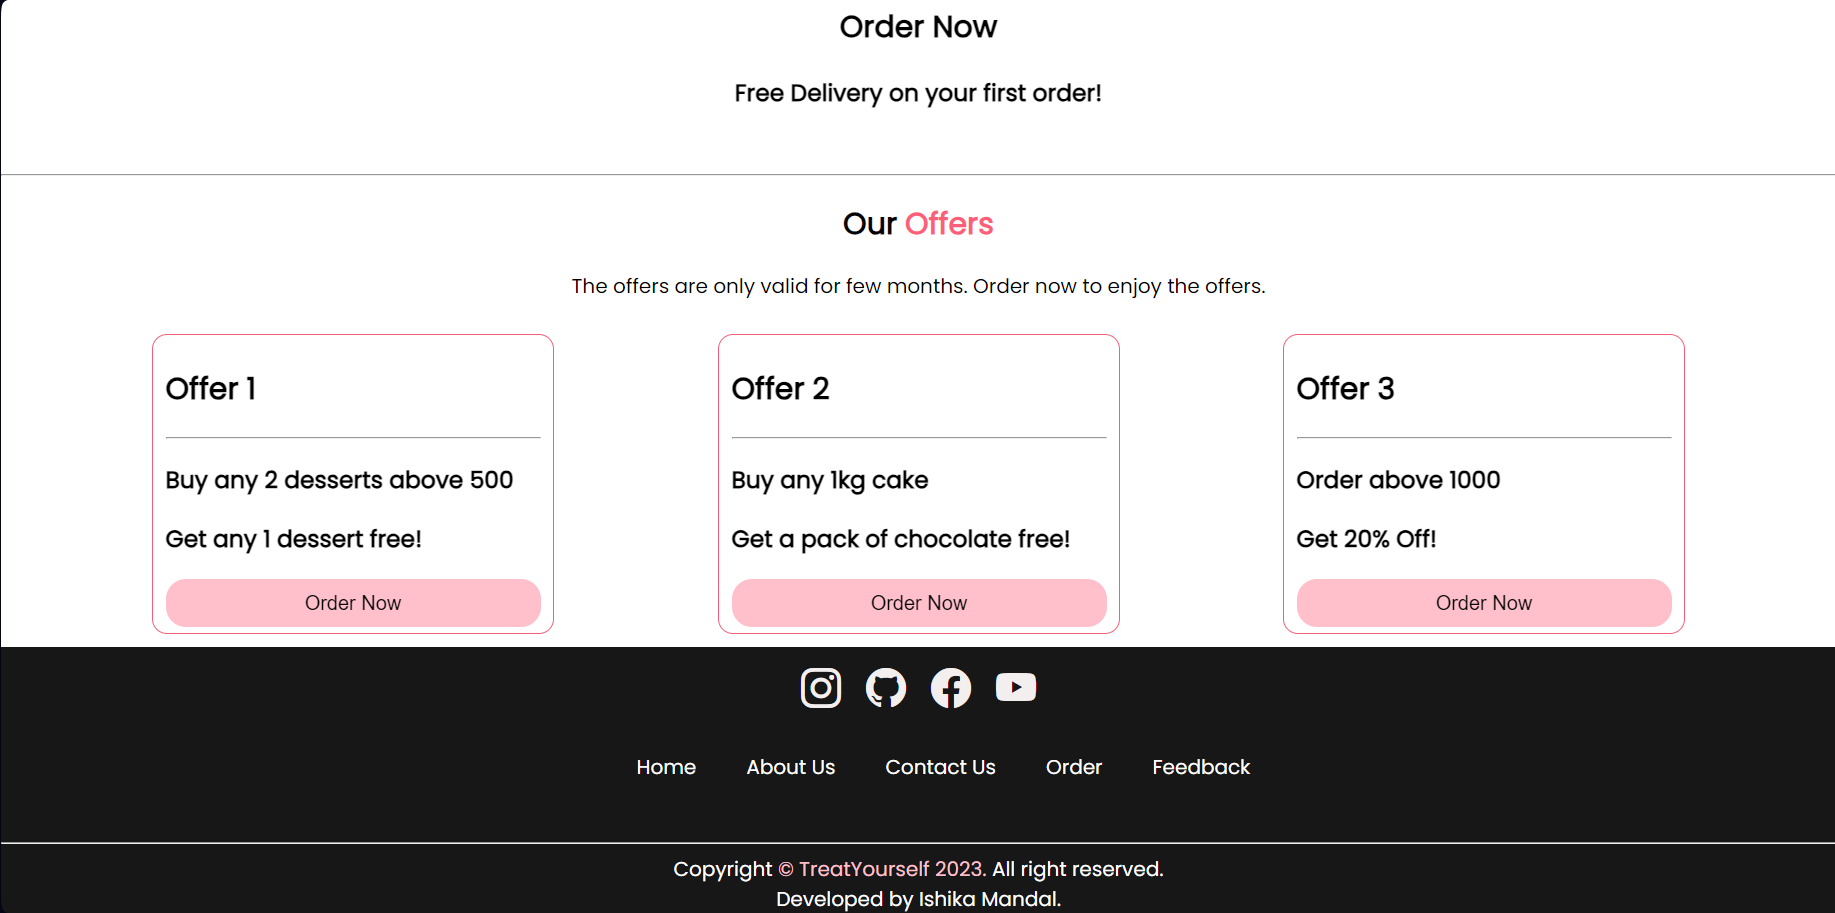 Order Now
Free Delivery on your first order!
Our Offers
The offers are only valid for few months. Order now to enjoy the offers.
Offer 1
Buy any 2 desserts above 500
Get any 1 dessert free!
Order Now
Offer 2
Buy any 1kg cake
Get a pack of chocolate free!
Order Now
Offer 3
Order above 1000
Get 20% Off!
Order Now
Home About Us Contact Us Order Feedback
Copyright © TreatYourself 2023. All right reserved.
Developed by Ishika Mandal.